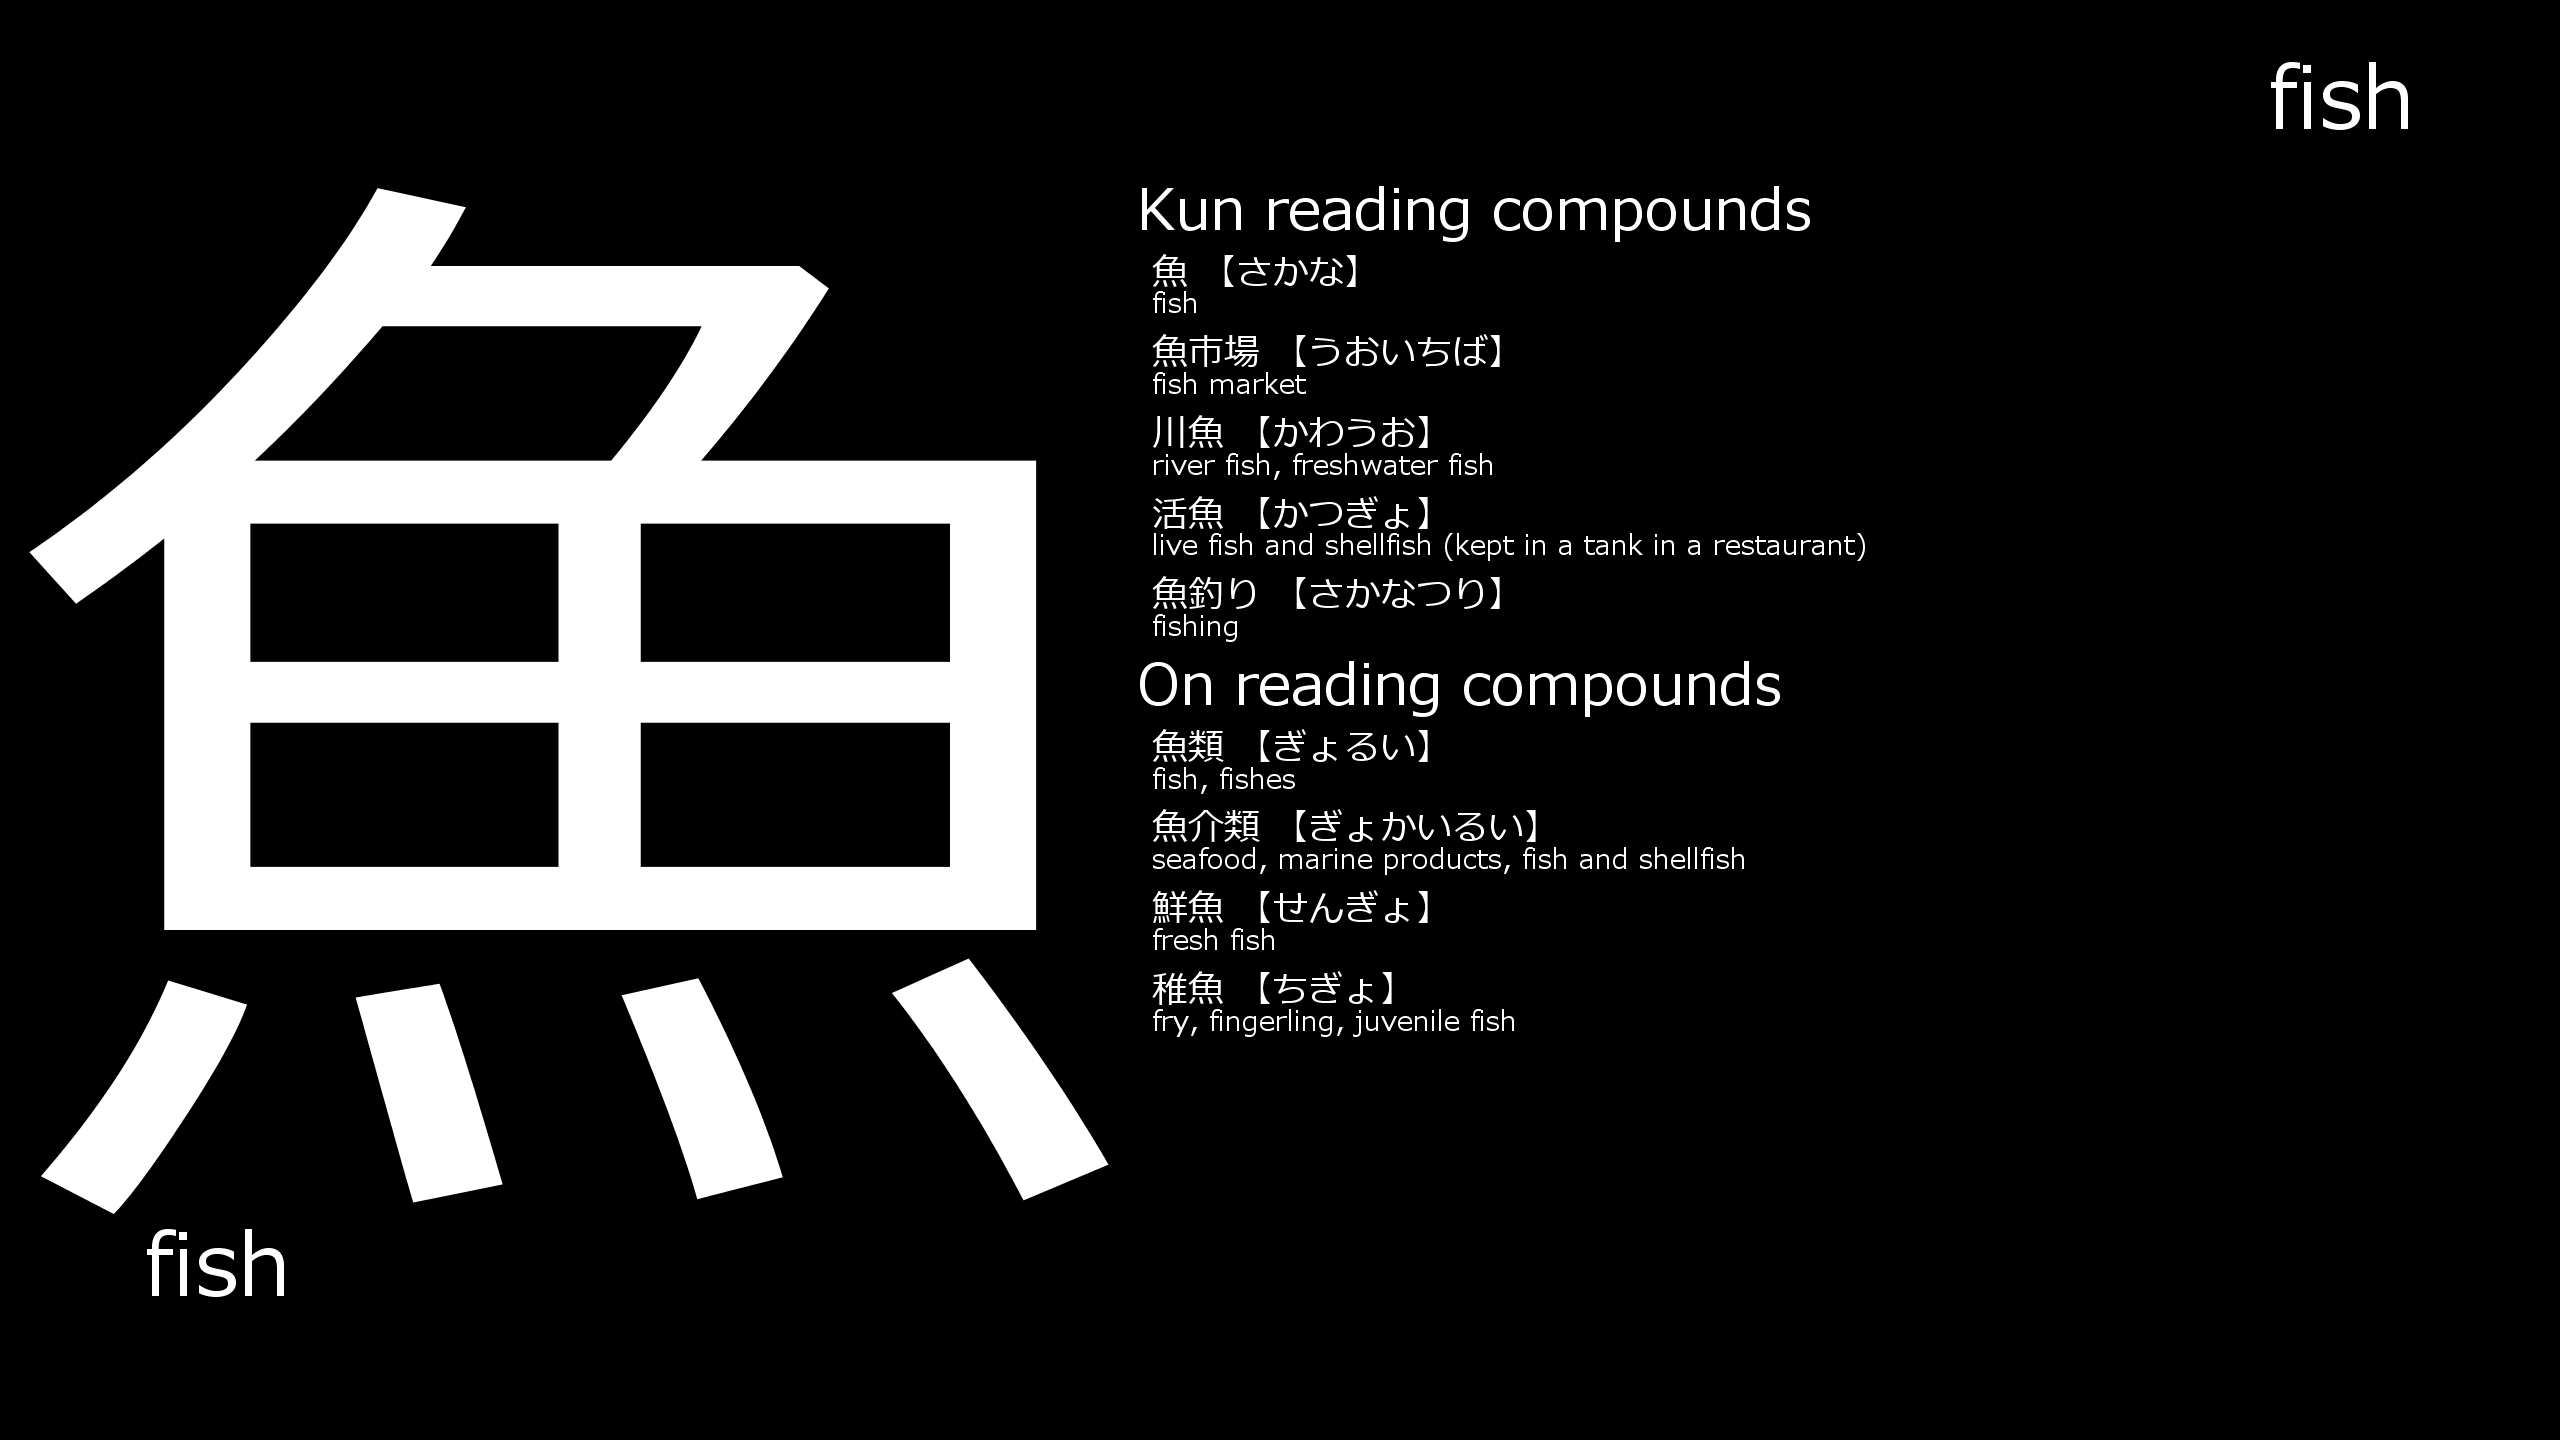 fish
魚
fish
Kun reading compounds
魚 【さかな】
fish
魚市場 【うおいちば】
fish market
川魚 【かわうお】
river fish, freshwater fish
活魚 【かつぎょ】
live fish and shellfish (kept in a tank in a restaurant)
魚釣り 【さかなつり】
fishing
On reading compounds
魚類 【ぎょるい】
fish, fishes
魚介類 【ぎょかいるい】
seafood, marine products, fish and shellfish
鮮魚 【せんぎょ】
fresh fish
稚魚 【ちぎょ】
fry, fingerling, juvenile fish